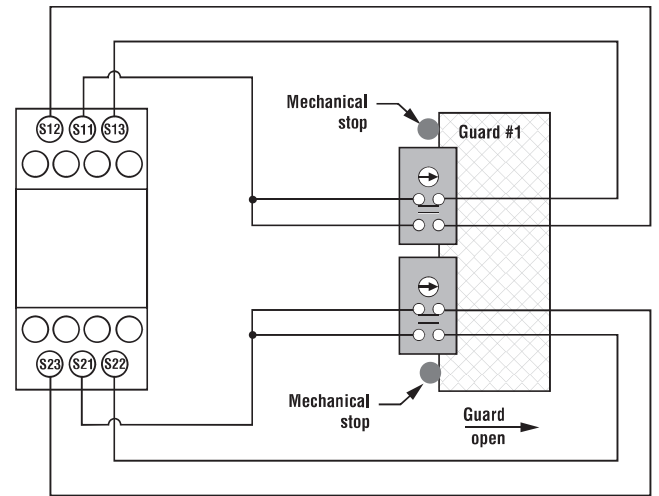 S12 S11 S13
Mechanical
stop
Guard #1
S23 S21 S22
Mechanical
stop
Guard
open